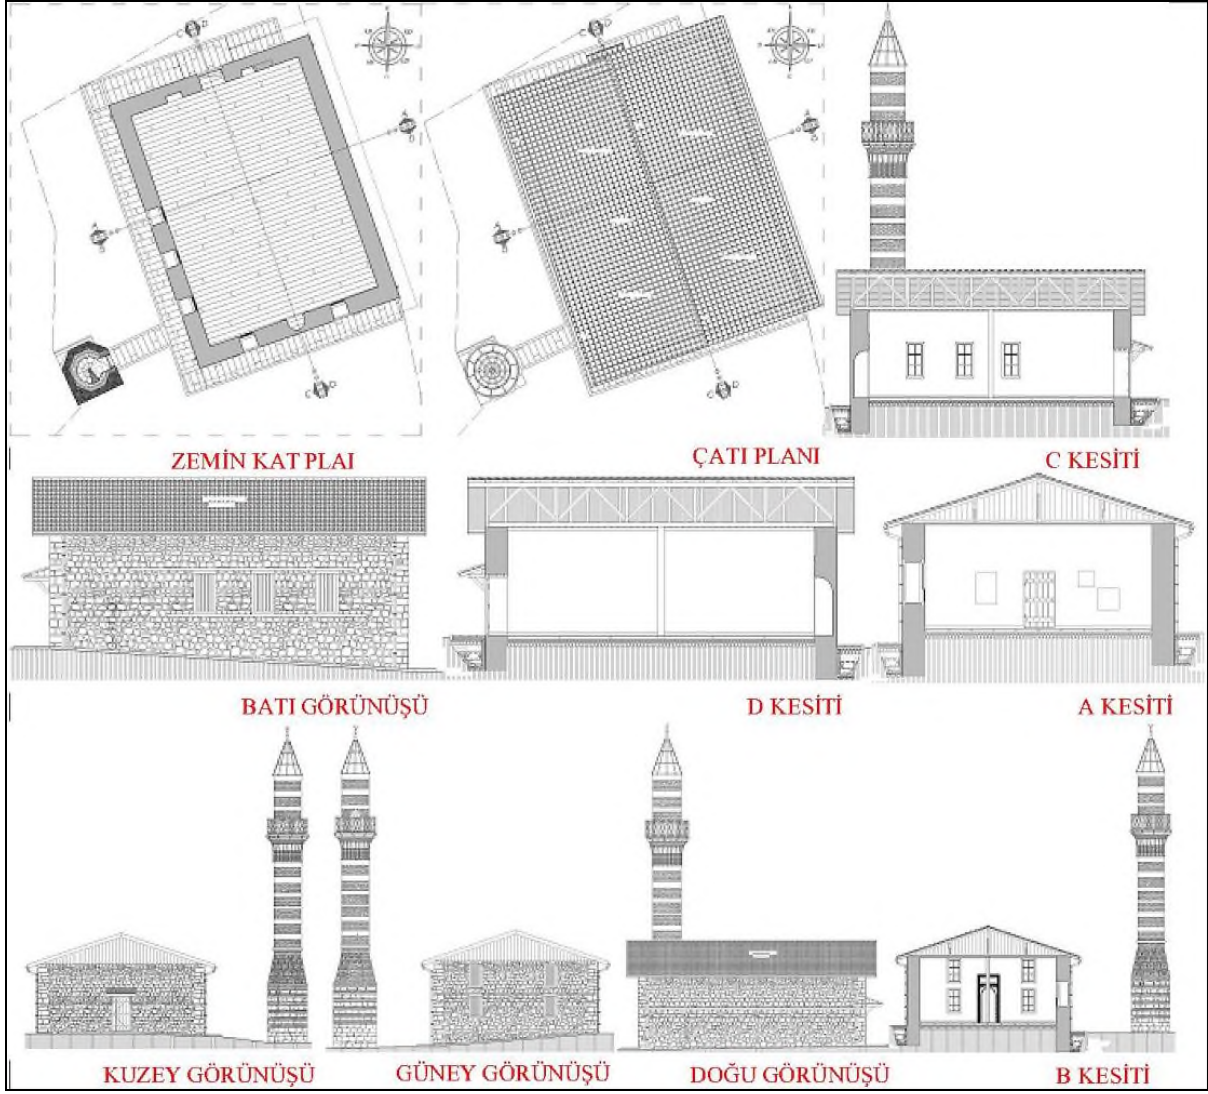 ZEMİN KAT PLAI
ÇATI PLANI
C KESİTİ
BATI GÖRÜNÜŞÜ
D KESİTİ
A KESİTİ
KUZEY GÖRÜNÜŞÜ
GÜNEY GÖRÜNÜŞÜ
DOĞU GÖRÜNÜŞÜ
B KESİTİ